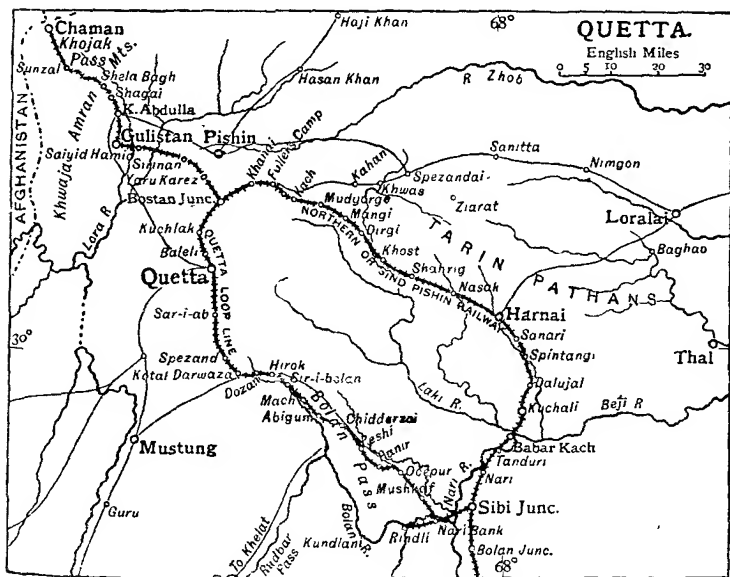 68°
QUETTA.
English Miles
0 10 20 30
Chaman
Khojak
Pass
Sunzal
Mts.
Shela Bagh
Shagai
K. Abdulla
Amran
Khwaja
AFGHANISTAN
Haji Khan
Hasan Khan
R Zhob
Gulistan
Pishin
Saiyid Hamid
Yaru Karez
Bostan Junc.
Lora R
Khanai
Fullers Camp
Kach
Kahan
Khwas
Spezandai
Sanitta
Nimgon
Ziarat
Loralai
Baghao
Mudgorge
Mangi
Dirgi
Khost
Shahrig
Nasak
NORTHERN OR SIND PISHIN RAILWAY
TARIN PATHANS
Kuchlak
Baleli
Quetta
QUETTA LOOP LINE
Sar-i-ab
Harnai
Sanari
Spintangi
Thal
30°
Spezand
Kotal Darwaza
Dozan
Hirok
Sir-i-bolan
Mach
Abigum
Bolan Pass
Laki R.
Dalujal
Kuchali
Beji R
Mustung
Peshi
Panir
Ocepur
Mushkaf
Babar Kach
Tanduri
Nari
Nari R.
Guru
To Khelat
Rudbar
Pass
Kundlani
Bolan R.
Rindli
Nari Bank
Sibi Junc.
Bolan Junc.
68°